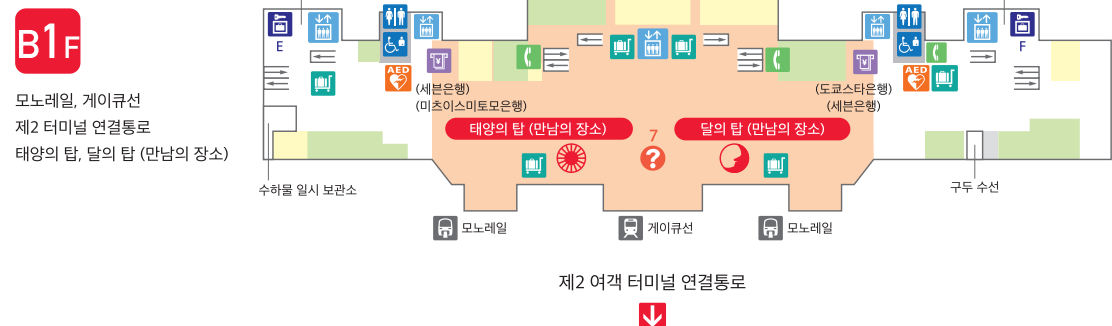 B1F
모노레일, 게이큐선
제2 터미널 연결통로
태양의 탑, 달의 탑 (만남의 장소)
E
F
AED
AED
(세븐은행)
(미츠이스미토모은행)
(도쿄스타은행)
(세븐은행)
태양의 탑 (만남의 장소)
7
?
달의 탑 (만남의 장소)
수하물 일시 보관소
구두 수선
모노레일
게이큐선
모노레일
제2 여객 터미널 연결통로